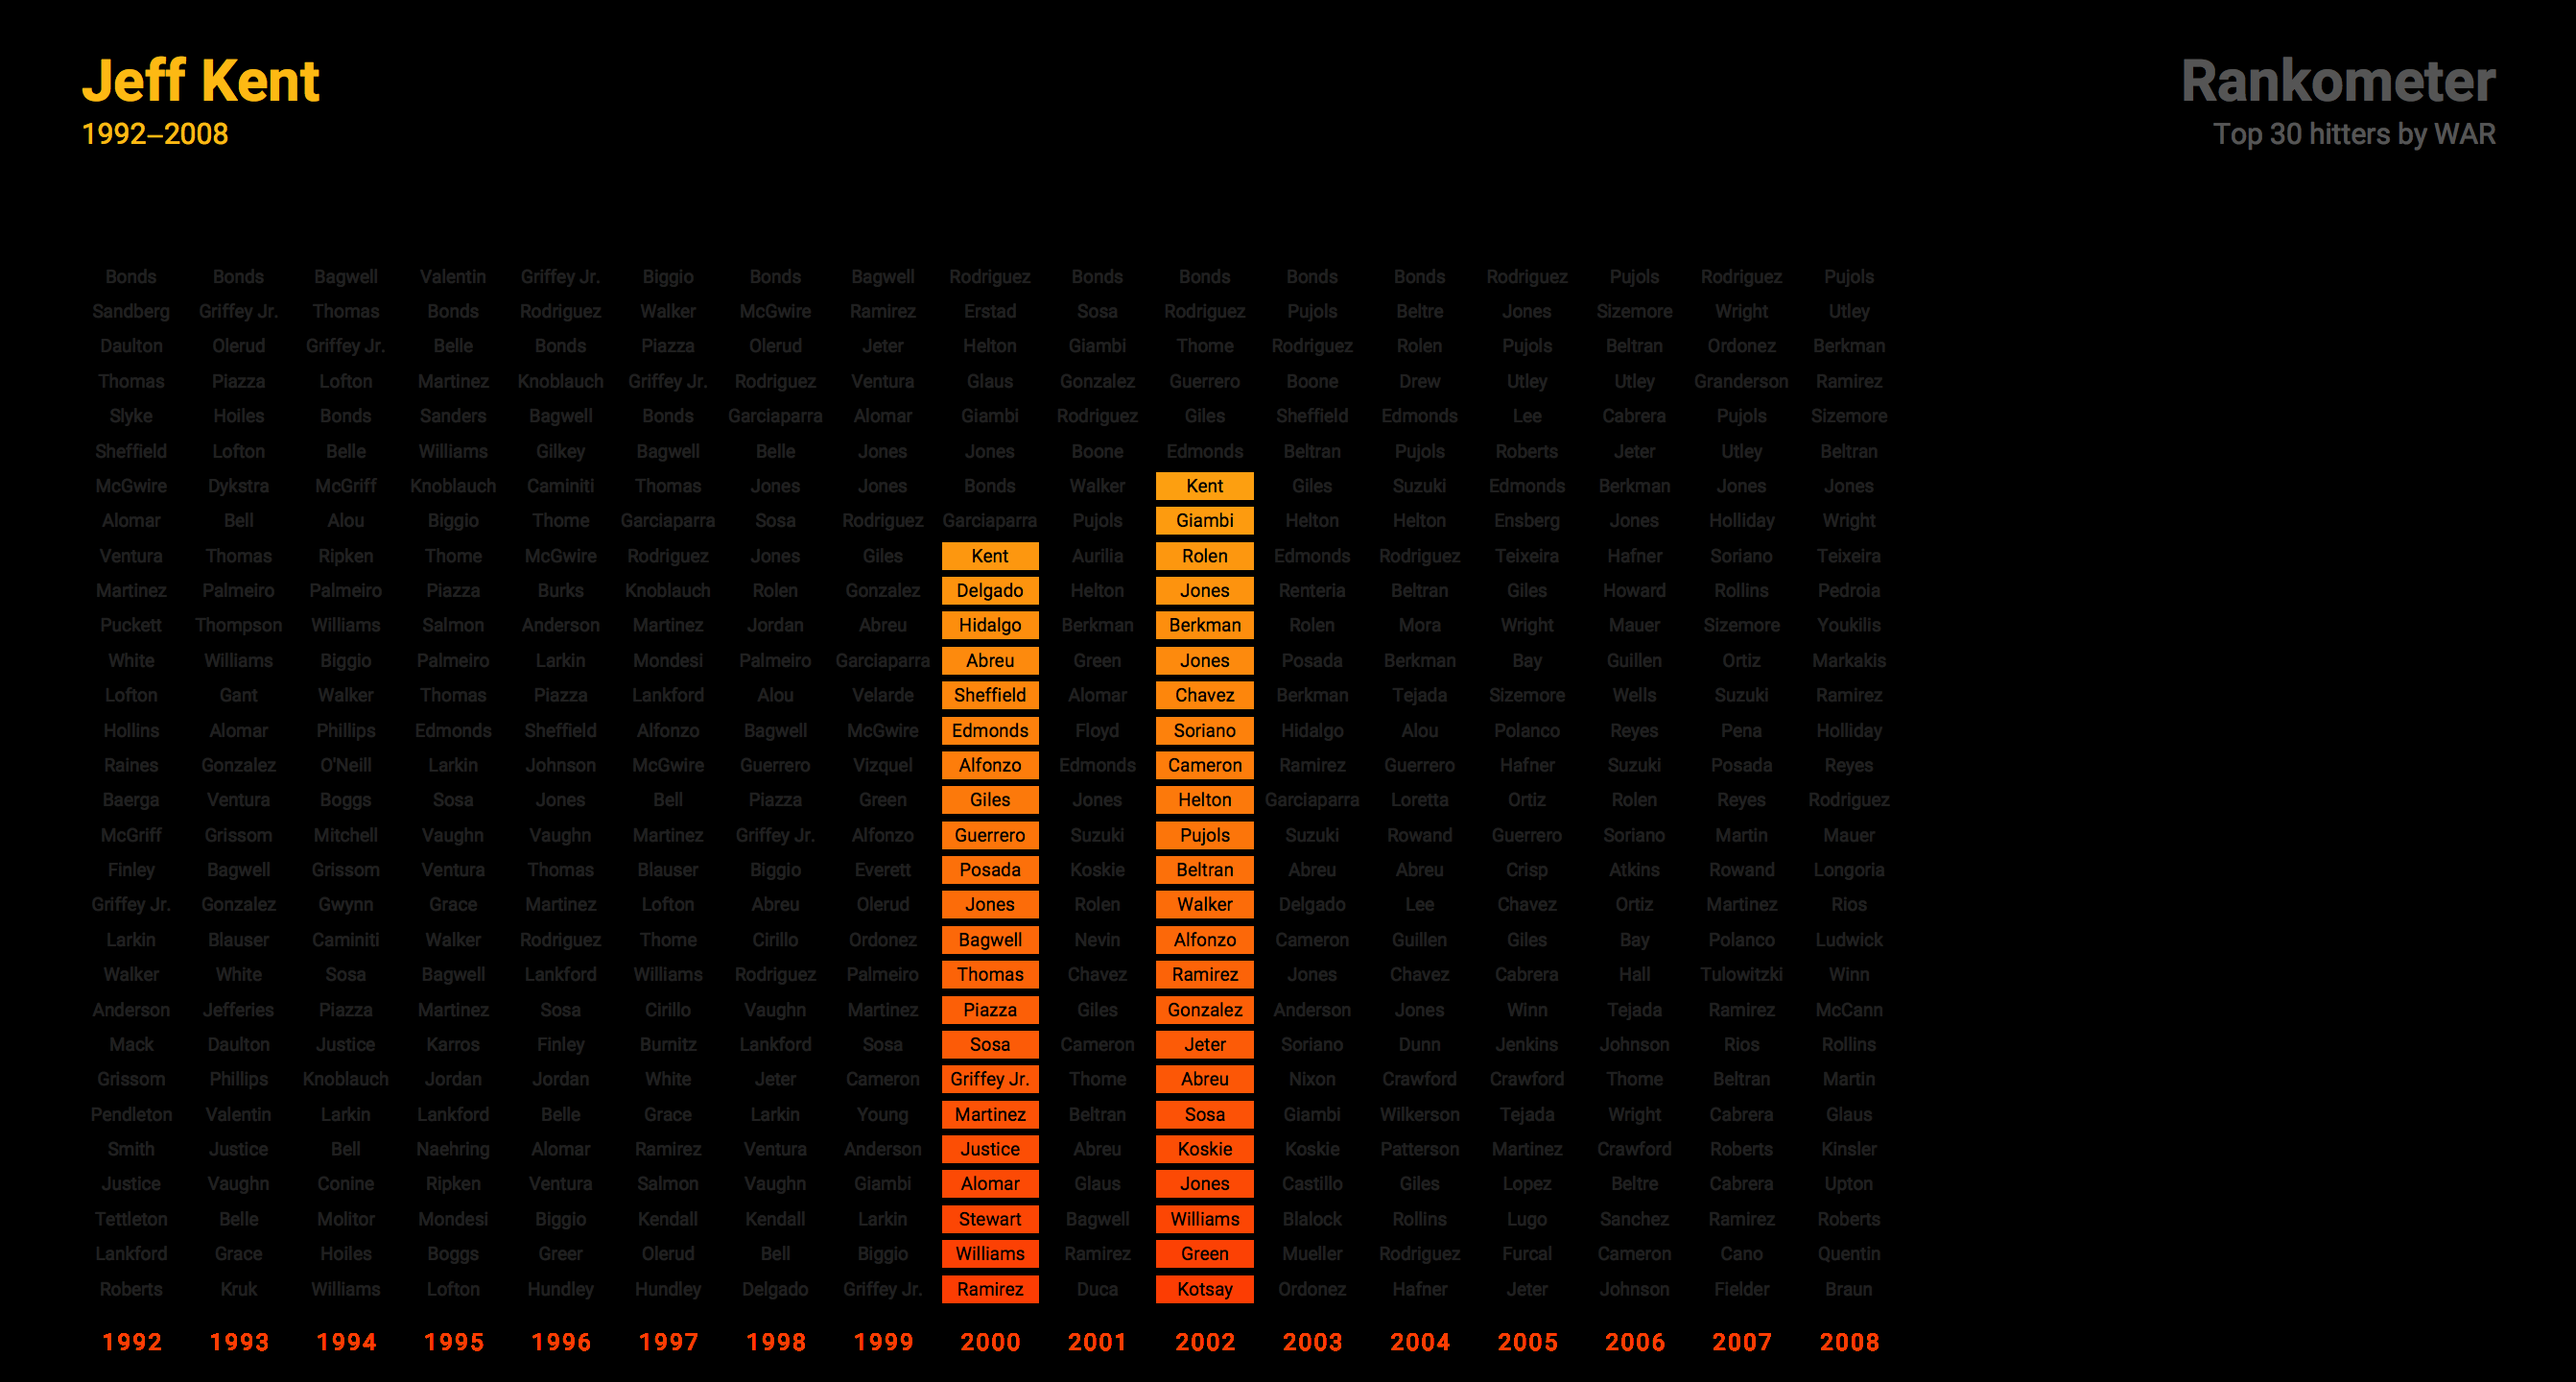 Jeff Kent
1992–2008
Rankometer
Top 30 hitters by WAR
Bonds Bonds Bagwell Valentin Griffey Jr. Biggio Bonds Bagwell Rodriguez Bonds Bonds Bonds Bonds Rodriguez Pujols Rodriguez Pujols
Sandberg Griffey Jr. Thomas Bonds Rodriguez Walker McGwire Ramirez Erstad Sosa Rodriguez Pujols Beltre Jones Sizemore Wright Utley
Daulton Olerud Griffey Jr. Belle Bonds Piazza Olerud Jeter Helton Giambi Thome Rodriguez Rolen Pujols Beltran Ordonez Berkman
Thomas Piazza Lofton Martinez Knoblauch Griffey Jr. Rodriguez Ventura Glaus Gonzalez Guerrero Boone Drew Utley Utley Granderson Ramirez
Slyke Hoiles Bonds Sanders Bagwell Bonds Garciaparra Alomar Giambi Rodriguez Giles Sheffield Edmonds Lee Cabrera Pujols Sizemore
Sheffield Lofton Belle Williams Gilkey Bagwell Belle Jones Jones Boone Edmonds Beltran Pujols Roberts Jeter Utley Beltran
McGwire Dykstra McGriff Knoblauch Caminiti Thomas Jones Jones Bonds Walker Kent Giles Suzuki Edmonds Berkman Jones Jones
Alomar Bell Alou Biggio Thome Garciaparra Sosa Rodriguez Garciaparra Pujols Giambi Helton Helton Ensberg Jones Holliday Wright
Ventura Thomas Ripken Thome McGwire Rodriguez Jones Giles Kent Aurilia Rolen Edmonds Rodriguez Teixeira Hafner Soriano Teixeira
Martinez Palmeiro Palmeiro Piazza Burks Knoblauch Rolen Gonzalez Delgado Helton Jones Renteria Beltran Giles Howard Rollins Pedroia
Puckett Thompson Williams Salmon Anderson Martinez Jordan Abreu Hidalgo Berkman Berkman Rolen Mora Wright Mauer Sizemore Youkilis
White Williams Biggio Palmeiro Larkin Mondesi Palmeiro Garciaparra Abreu Green Jones Posada Berkman Bay Guillen Ortiz Markakis
Lofton Gant Walker Thomas Piazza Lankford Alou Velarde Sheffield Alomar Chavez Berkman Tejada Sizemore Wells Suzuki Ramirez
Hollins Alomar Phillips Edmonds Sheffield Alfonzo Bagwell McGwire Edmonds Floyd Soriano Hidalgo Alou Polanco Reyes Pena Holliday
Raines Gonzalez O'Neill Larkin Johnson McGwire Guerrero Vizquel Alfonzo Edmonds Cameron Ramirez Guerrero Hafner Suzuki Posada Reyes
Baerga Ventura Boggs Sosa Jones Bell Piazza Green Giles Jones Helton Garciaparra Loretta Ortiz Rolen Reyes Rodriguez
McGriff Grissom Mitchell Vaughn Vaughn Martinez Griffey Jr. Alfonzo Guerrero Suzuki Pujols Suzuki Rowand Guerrero Soriano Martin Mauer
Finley Bagwell Grissom Ventura Thomas Blauser Biggio Everett Posada Koskie Beltran Abreu Abreu Crisp Atkins Rowand Longoria
Griffey Jr. Gonzalez Gwynn Grace Martinez Lofton Abreu Olerud Jones Rolen Walker Delgado Lee Chavez Ortiz Martinez Rios
Larkin Blauser Caminiti Walker Rodriguez Thome Cirillo Ordonez Bagwell Nevin Alfonzo Cameron Guillen Giles Bay Polanco Ludwick
Walker White Sosa Bagwell Lankford Williams Rodriguez Palmeiro Thomas Chavez Ramirez Jones Chavez Cabrera Hall Tulowitzki Winn
Anderson Jefferies Piazza Martinez Sosa Cirillo Vaughn Martinez Piazza Giles Gonzalez Anderson Jones Winn Tejada Ramirez McCann
Mack Daulton Justice Karros Finley Burnitz Lankford Sosa Sosa Cameron Jeter Soriano Dunn Jenkins Johnson Rios Rollins
Grissom Phillips Knoblauch Jordan Jordan White Jeter Cameron Griffey Jr. Thome Abreu Nixon Crawford Crawford Thome Beltran Martin
Pendleton Valentin Larkin Lankford Belle Grace Larkin Young Martinez Beltran Sosa Giambi Wilkerson Tejada Wright Cabrera Glaus
Smith Justice Bell Naehring Alomar Ramirez Ventura Anderson Justice Abreu Koskie Koskie Patterson Martinez Crawford Roberts Kinsler
Justice Vaughn Conine Ripken Ventura Salmon Vaughn Giambi Alomar Glaus Jones Castillo Giles Lopez Beltre Cabrera Upton
Tettleton Belle Molitor Mondesi Biggio Kendall Kendall Larkin Stewart Bagwell Williams Blalock Rollins Lugo Sanchez Ramirez Roberts
Lankford Grace Hoiles Boggs Greer Olerud Bell Biggio Williams Ramirez Green Mueller Rodriguez Furcal Cameron Cano Quentin
Roberts Kruk Williams Lofton Hundley Hundley Delgado Griffey Jr. Ramirez Duca Kotsay Ordonez Hafner Jeter Johnson Fielder Braun
1992 1993 1994 1995 1996 1997 1998 1999 2000 2001 2002 2003 2004 2005 2006 2007 2008